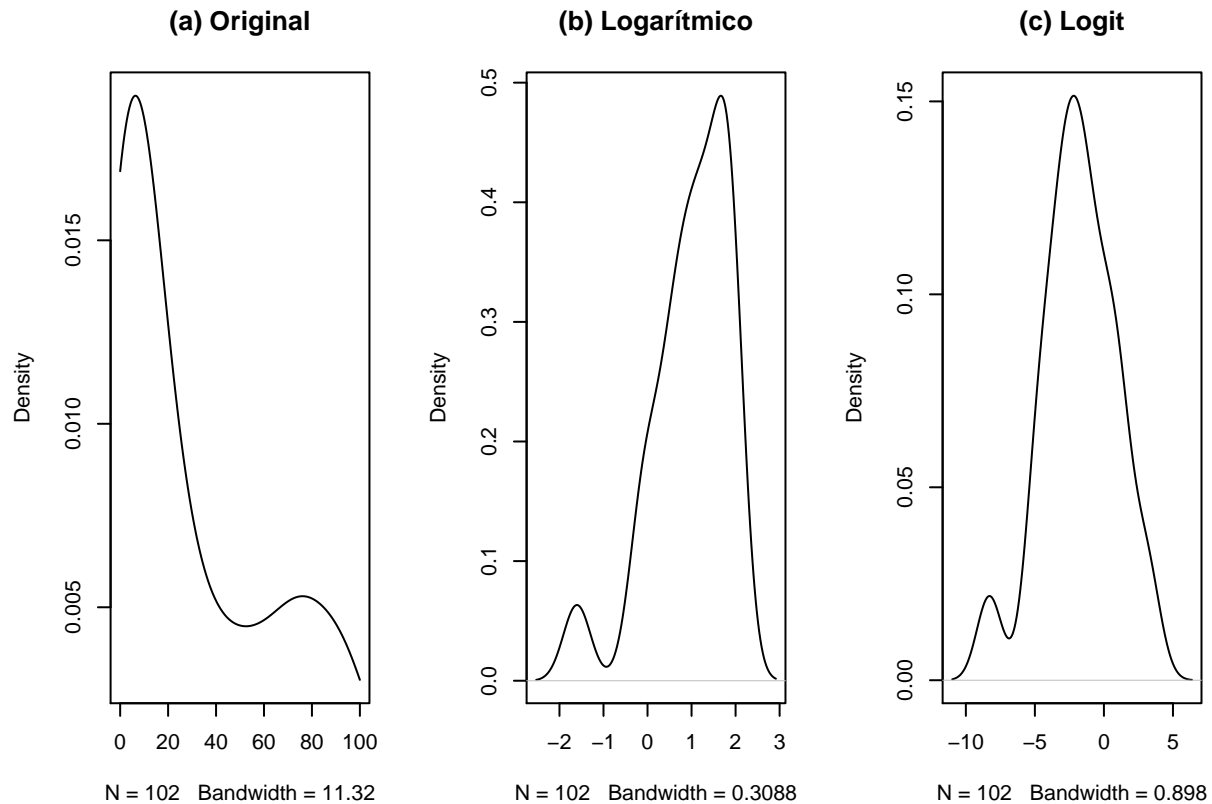 (a) Original
Density
0.005
0.010
0.015
0 20 40 60 80 100
N = 102 Bandwidth = 11.32
(b) Logarítmico
Density
0.0
0.1
0.2
0.3
0.4
0.5
−2 −1 0 1 2 3
N = 102 Bandwidth = 0.3088
(c) Logit
Density
0.00
0.05
0.10
0.15
−10 −5 0 5
N = 102 Bandwidth = 0.898